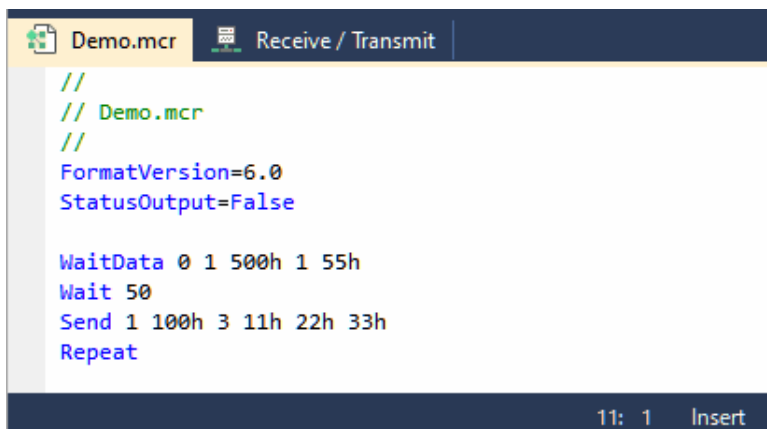 Demo.mcr Receive / Transmit
//
// Demo.mcr
//
FormatVersion=6.0
StatusOutput=False
WaitData 0 1 500h 1 55h
Wait 50
Send 1 100h 3 11h 22h 33h
Repeat
11: 1 Insert